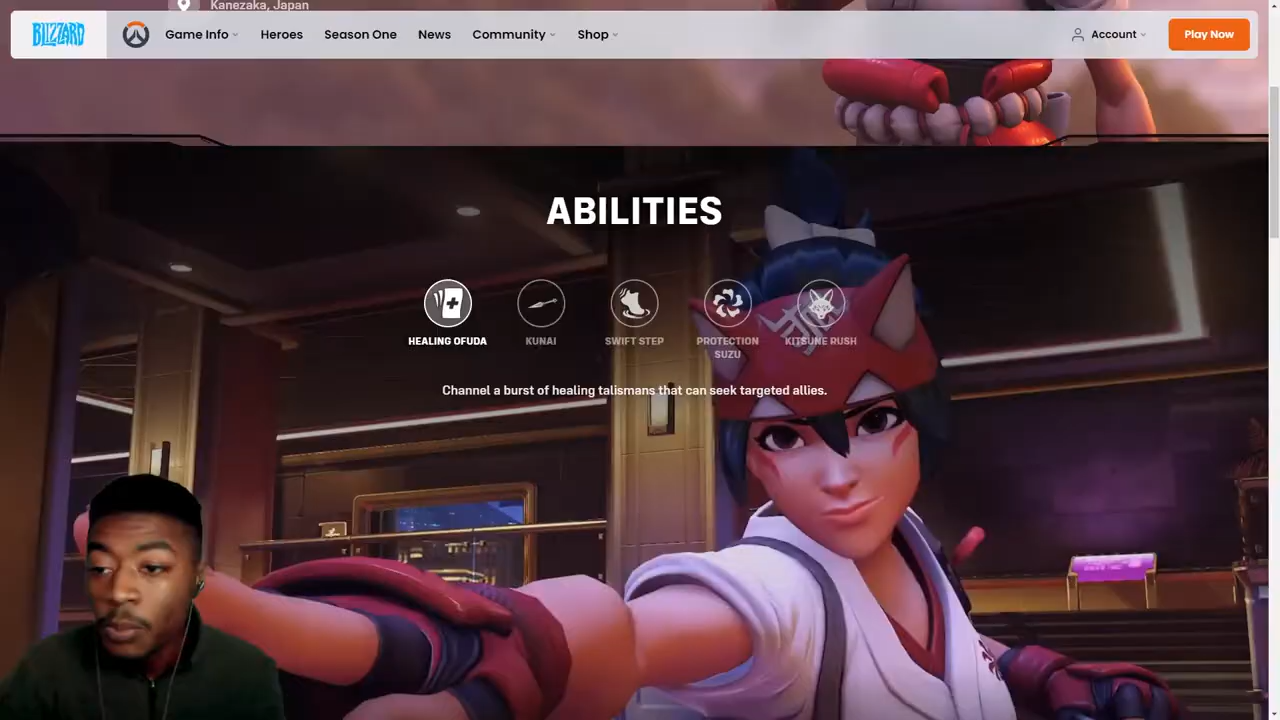 Kanezaka, Japan
BLIZZARD
Game Info
Heroes
Season One
News
Community
Shop
Account
Play Now
ABILITIES
HEALING OFUDA
KUNAI
SWIFT STEP
PROTECTION
SUZU
KITSUNE RUSH
Channel a burst of healing talismans that can seek targeted allies.